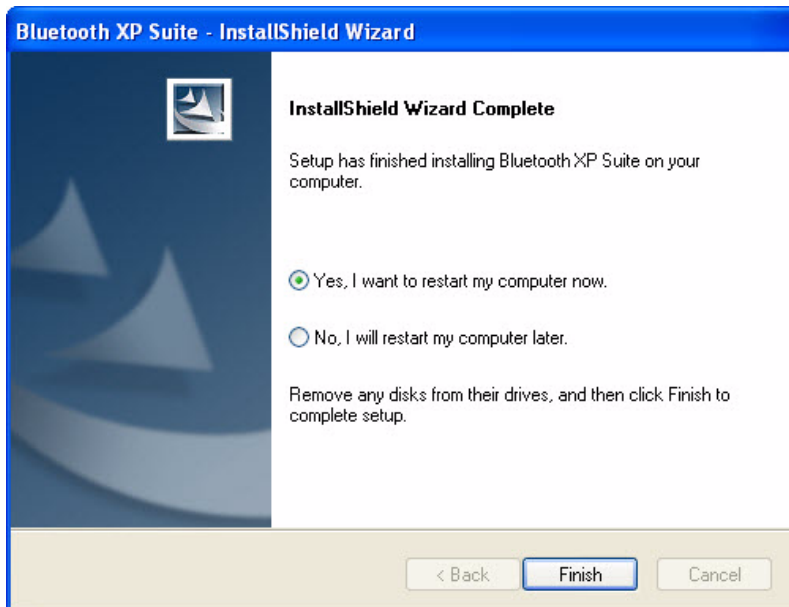 Bluetooth XP Suite - InstallShield Wizard
InstallShield Wizard Complete
Setup has finished installing Bluetooth XP Suite on your
computer.
Yes, I want to restart my computer now.
No, I will restart my computer later.
Remove any disks from their drives, and then click Finish to
complete setup.
< Back Finish Cancel